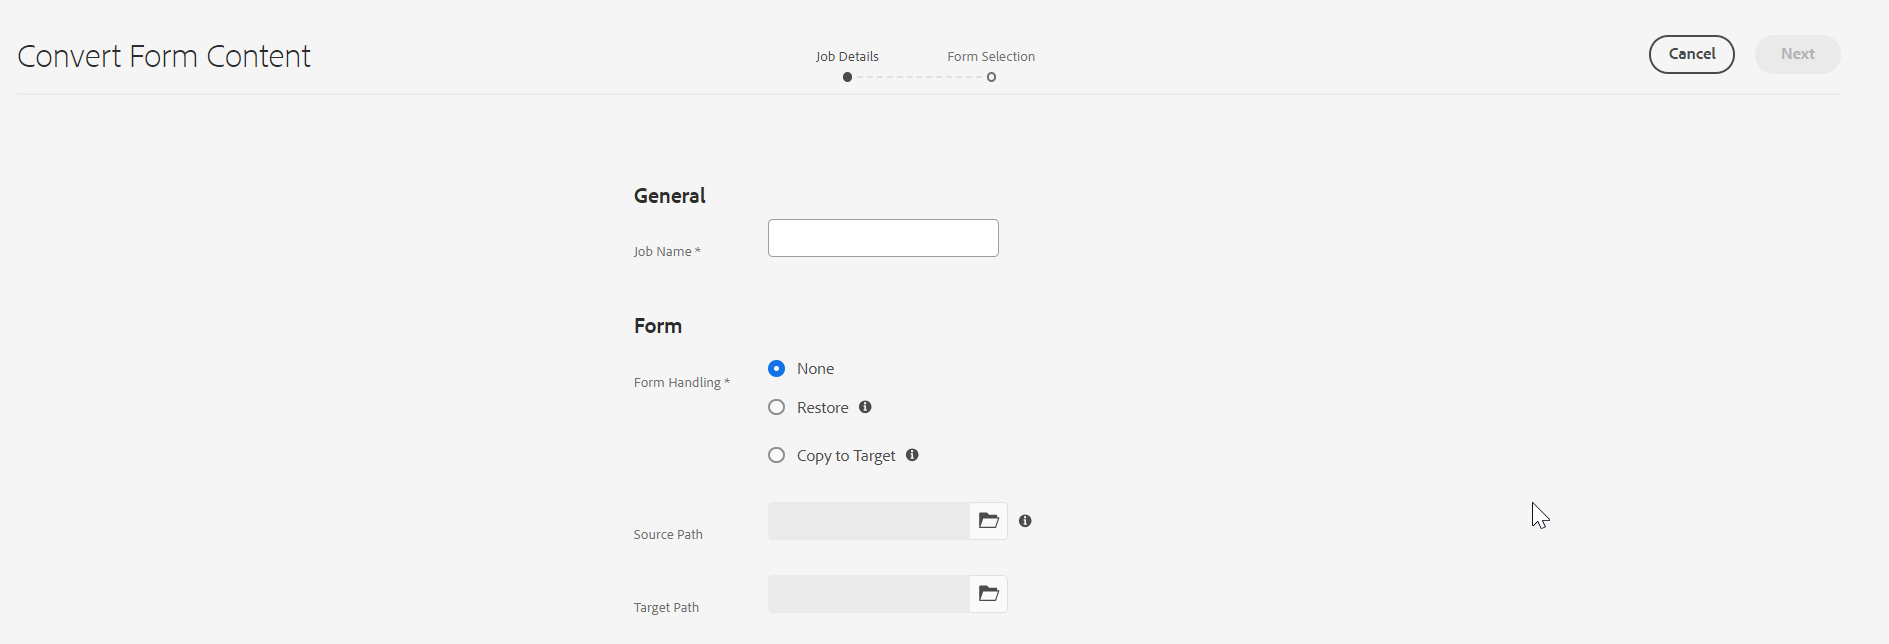 Convert Form Content
Job Details
Form Selection
Cancel
Next
General
Job Name *
Form
Form Handling *
None
Restore
Copy to Target
Source Path
Target Path